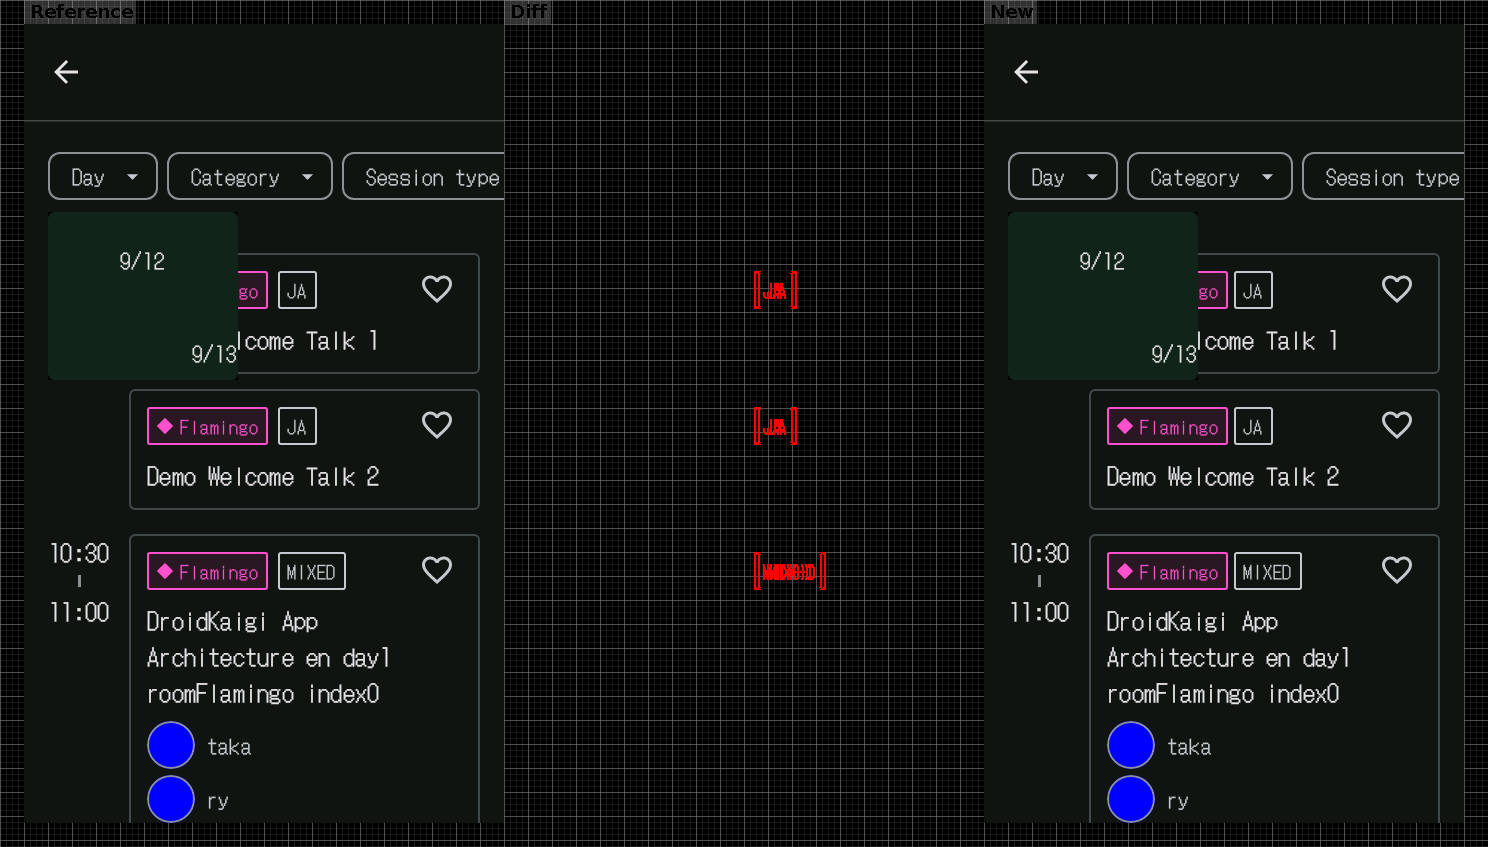 Reference
Diff
New
Day
Category
Session type
9/12
go
JA
lcome Talk 1
9/13
Flamingo
JA
Demo Welcome Talk 2
10:30
11:00
Flamingo
MIXED
DroidKaigi App
Architecture en day1
roomFlamingo index0
taka
ry
JA
JA
Day
Category
Session type
9/12
go
JA
lcome Talk 1
9/13
Flamingo
JA
Demo Welcome Talk 2
10:30
11:00
Flamingo
MIXED
DroidKaigi App
Architecture en day1
roomFlamingo index0
taka
ry